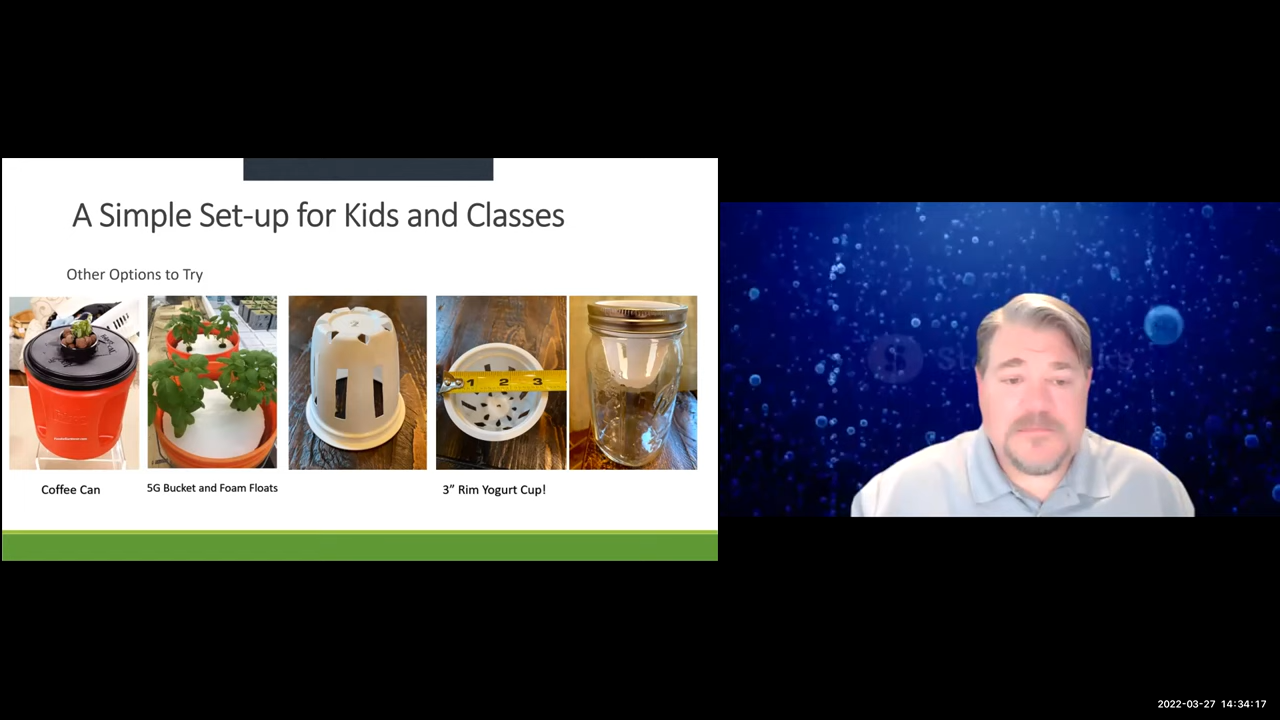 A Simple Set-up for Kids and Classes
Other Options to Try
1 2 3
Coffee Can
5G Bucket and Foam Floats
3” Rim Yogurt Cup!
2022-03-27 14:34:17